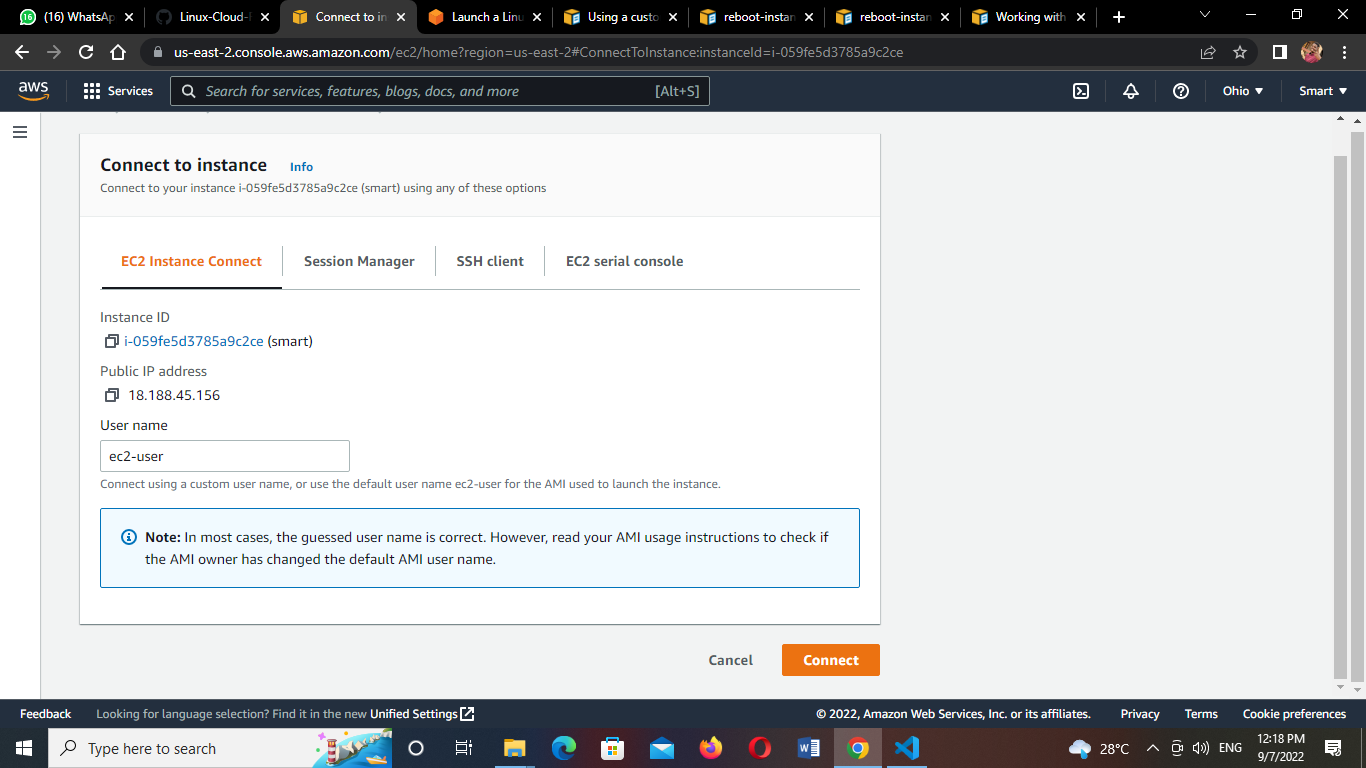 (16) WhatsAp
Linux-Cloud-
Connect to in
Launch a Linu
Using a custo
reboot-instan
reboot-instan
Working with
us-east-2.console.aws.amazon.com/ec2/home?region=us-east-2#ConnectToInstance:instanceId=i-059fe5d3785a9c2ce
aws
Services
Search for services, features, blogs, docs, and more
[Alt+S]
Ohio
Smart
Connect to instance
Info
Connect to your instance i-059fe5d3785a9c2ce (smart) using any of these options
EC2 Instance Connect
Session Manager
SSH client
EC2 serial console
Instance ID
i-059fe5d3785a9c2ce (smart)
Public IP address
18.188.45.156
User name
ec2-user
Connect using a custom user name, or use the default user name ec2-user for the AMI used to launch the instance.
Note: In most cases, the guessed user name is correct. However, read your AMI usage instructions to check if
the AMI owner has changed the default AMI user name.
Cancel
Connect
Feedback
Looking for language selection? Find it in the new Unified Settings
© 2022, Amazon Web Services, Inc. or its affiliates.
Privacy
Terms
Cookie preferences
Type here to search
28°C
ENG
12:18 PM
9/7/2022